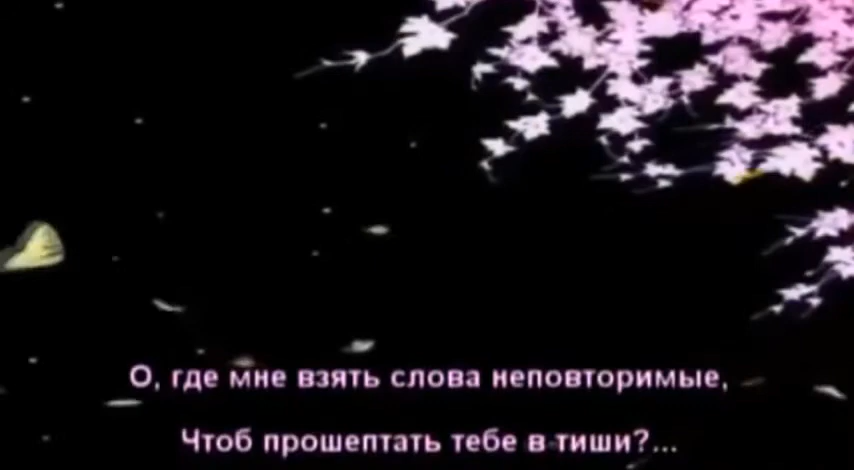 О, где мне взять слова неповторимые,
Чтоб прошептать тебе в тиши?...